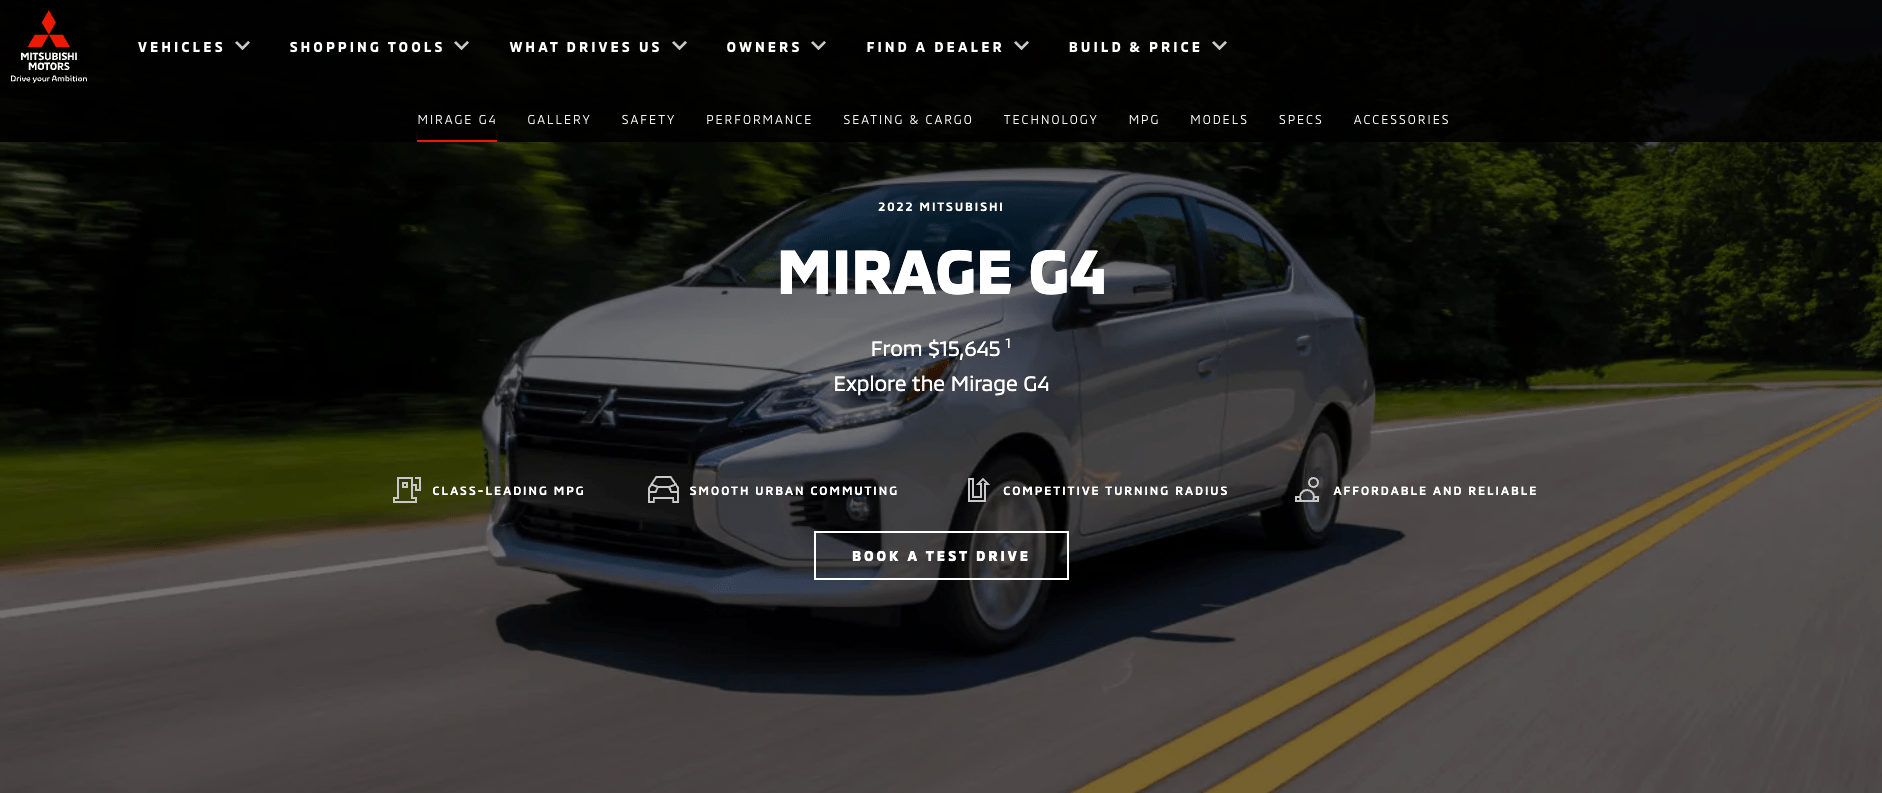 MITSUBISHI
MOTORS
Drive your Ambition
VEHICLES SHOPPING TOOLS WHAT DRIVES US OWNERS FIND A DEALER BUILD & PRICE
MIRAGE G4 GALLERY SAFETY PERFORMANCE SEATING & CARGO TECHNOLOGY MPG MODELS SPECS ACCESSORIES
2022 MITSUBISHI
MIRAGE G4
From $15,645 ¹
Explore the Mirage G4
CLASS-LEADING MPG SMOOTH URBAN COMMUTING COMPETITIVE TURNING RADIUS AFFORDABLE AND RELIABLE
BOOK A TEST DRIVE